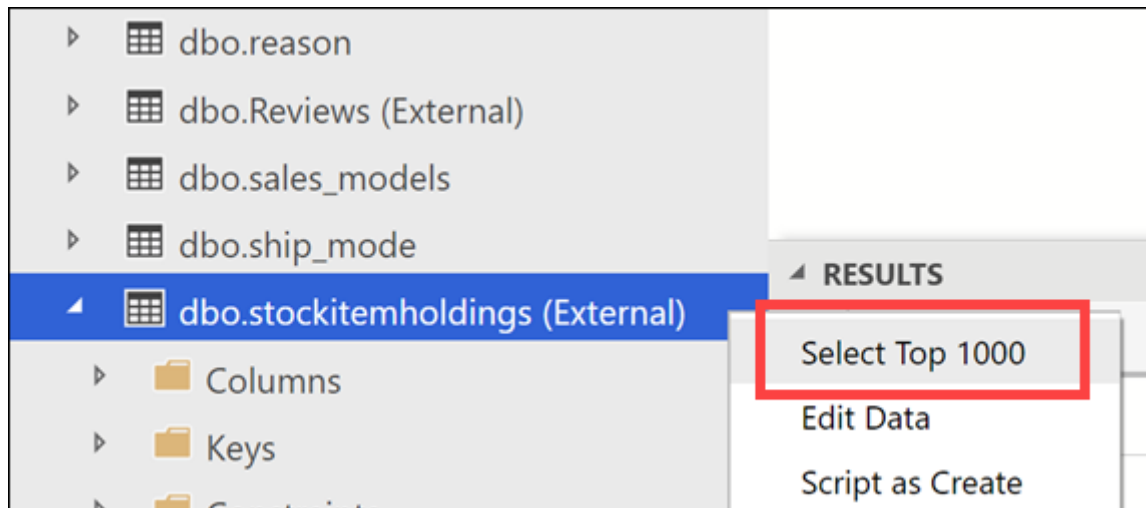 dbo.reason
dbo.Reviews (External)
dbo.sales_models
dbo.ship_mode
dbo.stockitemholdings (External)
Columns
Keys
RESULTS
Select Top 1000
Edit Data
Script as Create